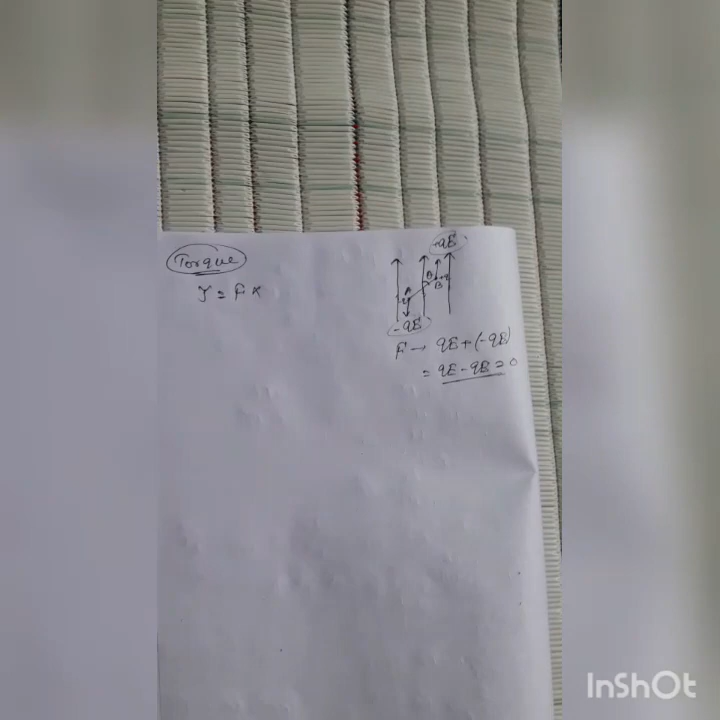 Torque
τ = F ×
+qE
A
θ
B
+q
-qE
F → qE + (-qE)
= qE - qE = 0
InShOt